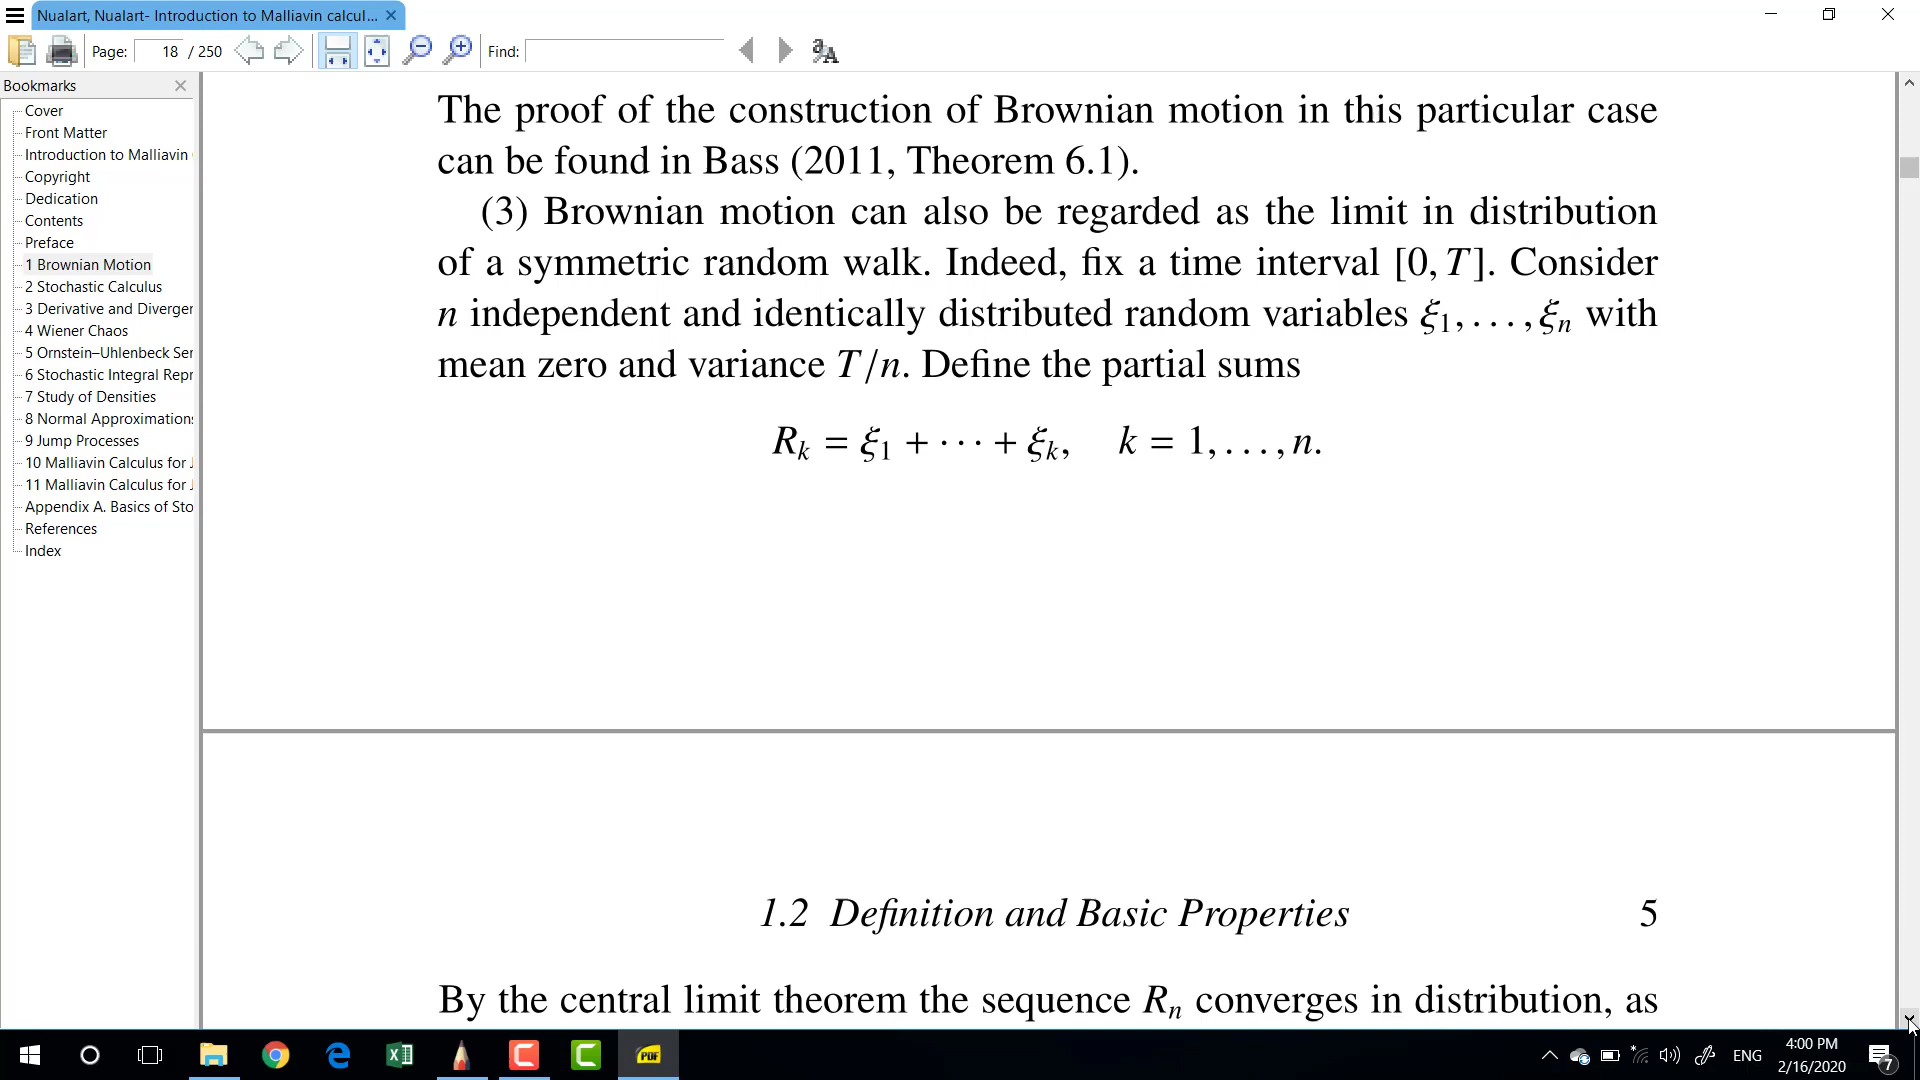 Nualart, Nualart- Introduction to Malliavin calcul...
Page: 18 / 250 Find:
Bookmarks
Cover
Front Matter
Introduction to Malliavin
Copyright
Dedication
Contents
Preface
1 Brownian Motion
2 Stochastic Calculus
3 Derivative and Diverger
4 Wiener Chaos
5 Ornstein–Uhlenbeck Ser
6 Stochastic Integral Repr
7 Study of Densities
8 Normal Approximations
9 Jump Processes
10 Malliavin Calculus for J
11 Malliavin Calculus for J
Appendix A. Basics of Sto
References
Index
The proof of the construction of Brownian motion in this particular case
can be found in Bass (2011, Theorem 6.1).
(3) Brownian motion can also be regarded as the limit in distribution
of a symmetric random walk. Indeed, fix a time interval [0, T]. Consider
n independent and identically distributed random variables ξ₁, . . . , ξₙ with
mean zero and variance T/n. Define the partial sums
Rₖ = ξ₁ + · · · + ξₖ, k = 1, . . . , n.
1.2 Definition and Basic Properties 5
By the central limit theorem the sequence Rₙ converges in distribution, as
PDF
ENG
4:00 PM
2/16/2020
7